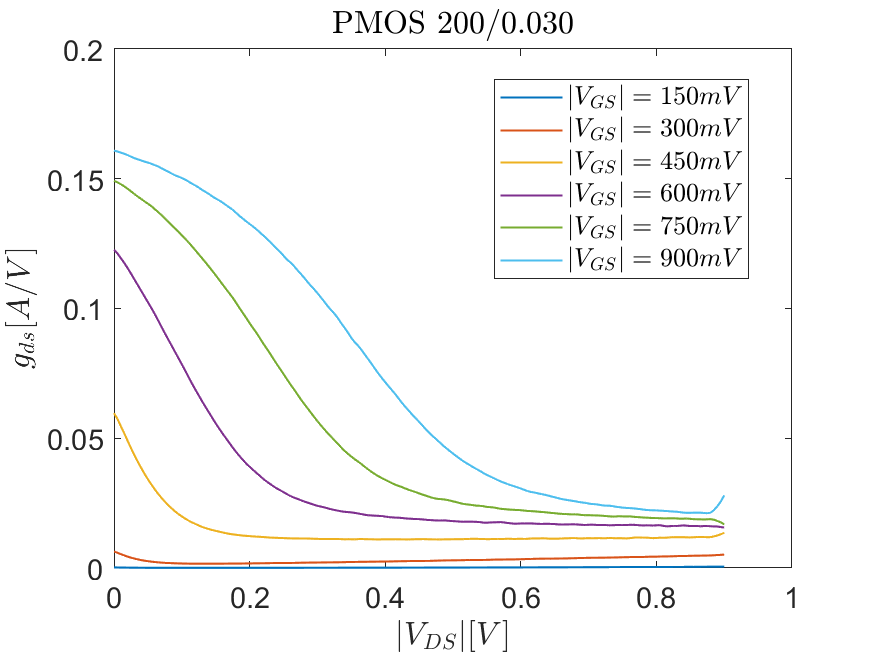 PMOS 200/0.030
0.2
0.15
0.1
0.05
0
g_{ds}[A/V]
|V_{GS}| = 150mV
|V_{GS}| = 300mV
|V_{GS}| = 450mV
|V_{GS}| = 600mV
|V_{GS}| = 750mV
|V_{GS}| = 900mV
0 0.2 0.4 0.6 0.8 1
|V_{DS}|[V]